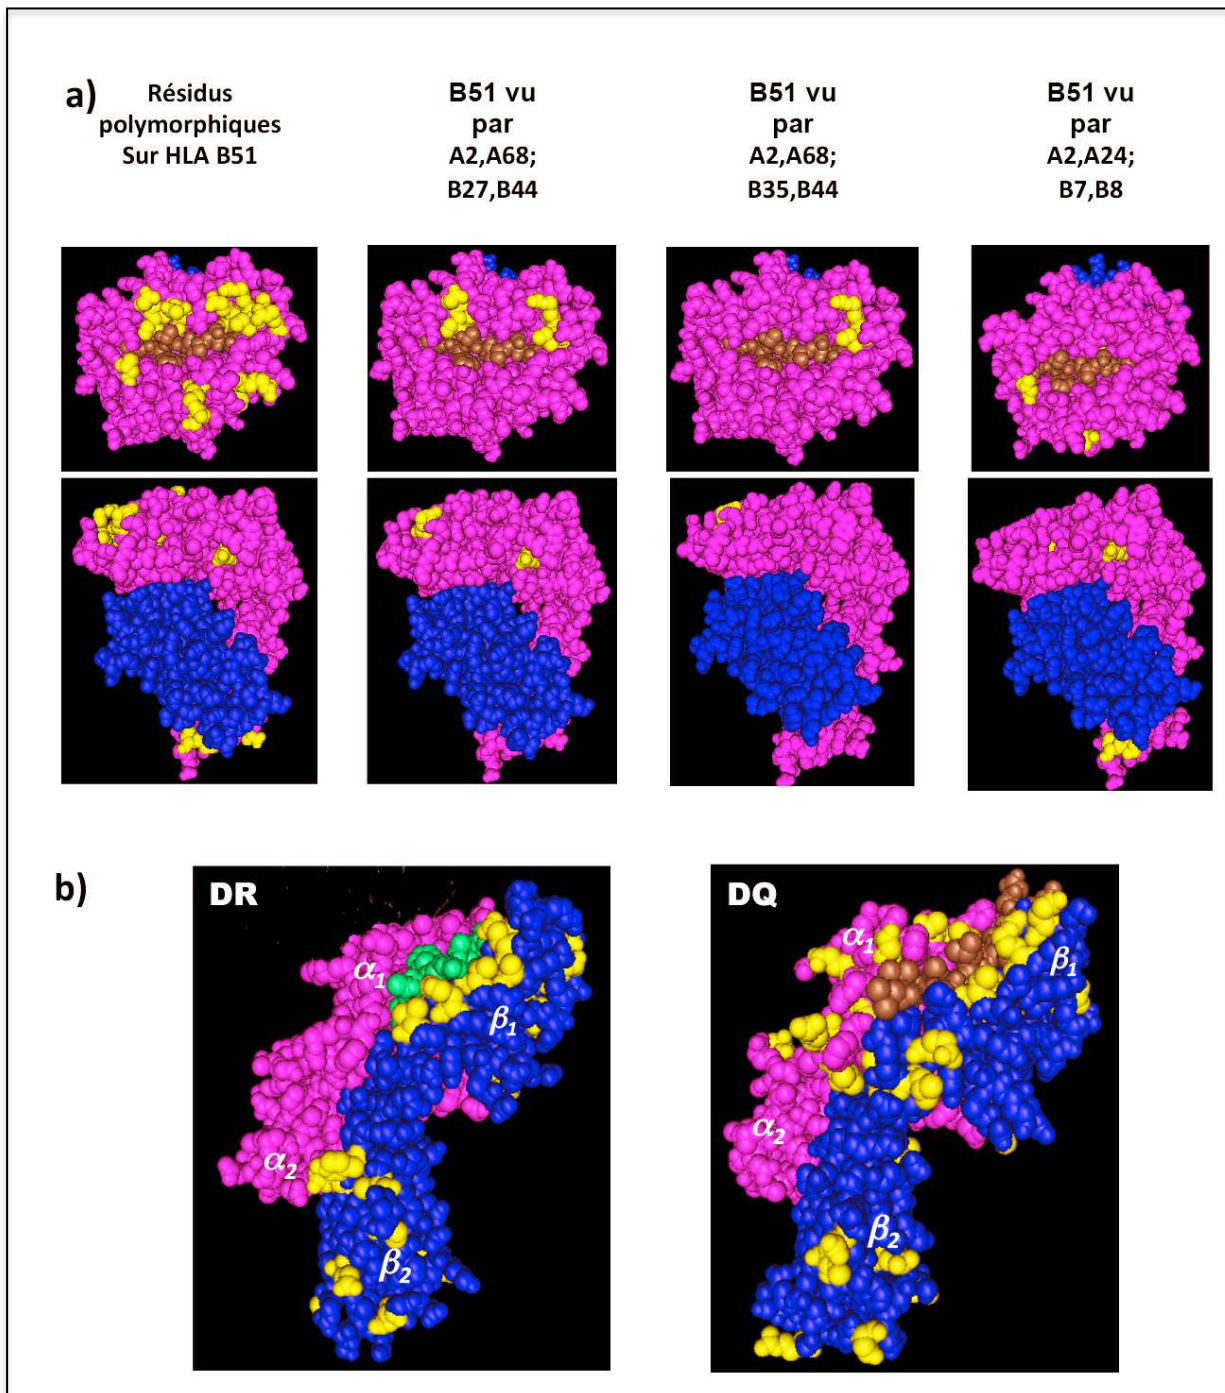 a)
Résidus
polymorphiques
Sur HLA B51
B51 vu
par
A2,A68;
B27,B44
B51 vu
par
A2,A68;
B35,B44
B51 vu
par
A2,A24;
B7,B8
b)
DR
α1
β1
α2
β2
DQ
α1
β1
α2
β2